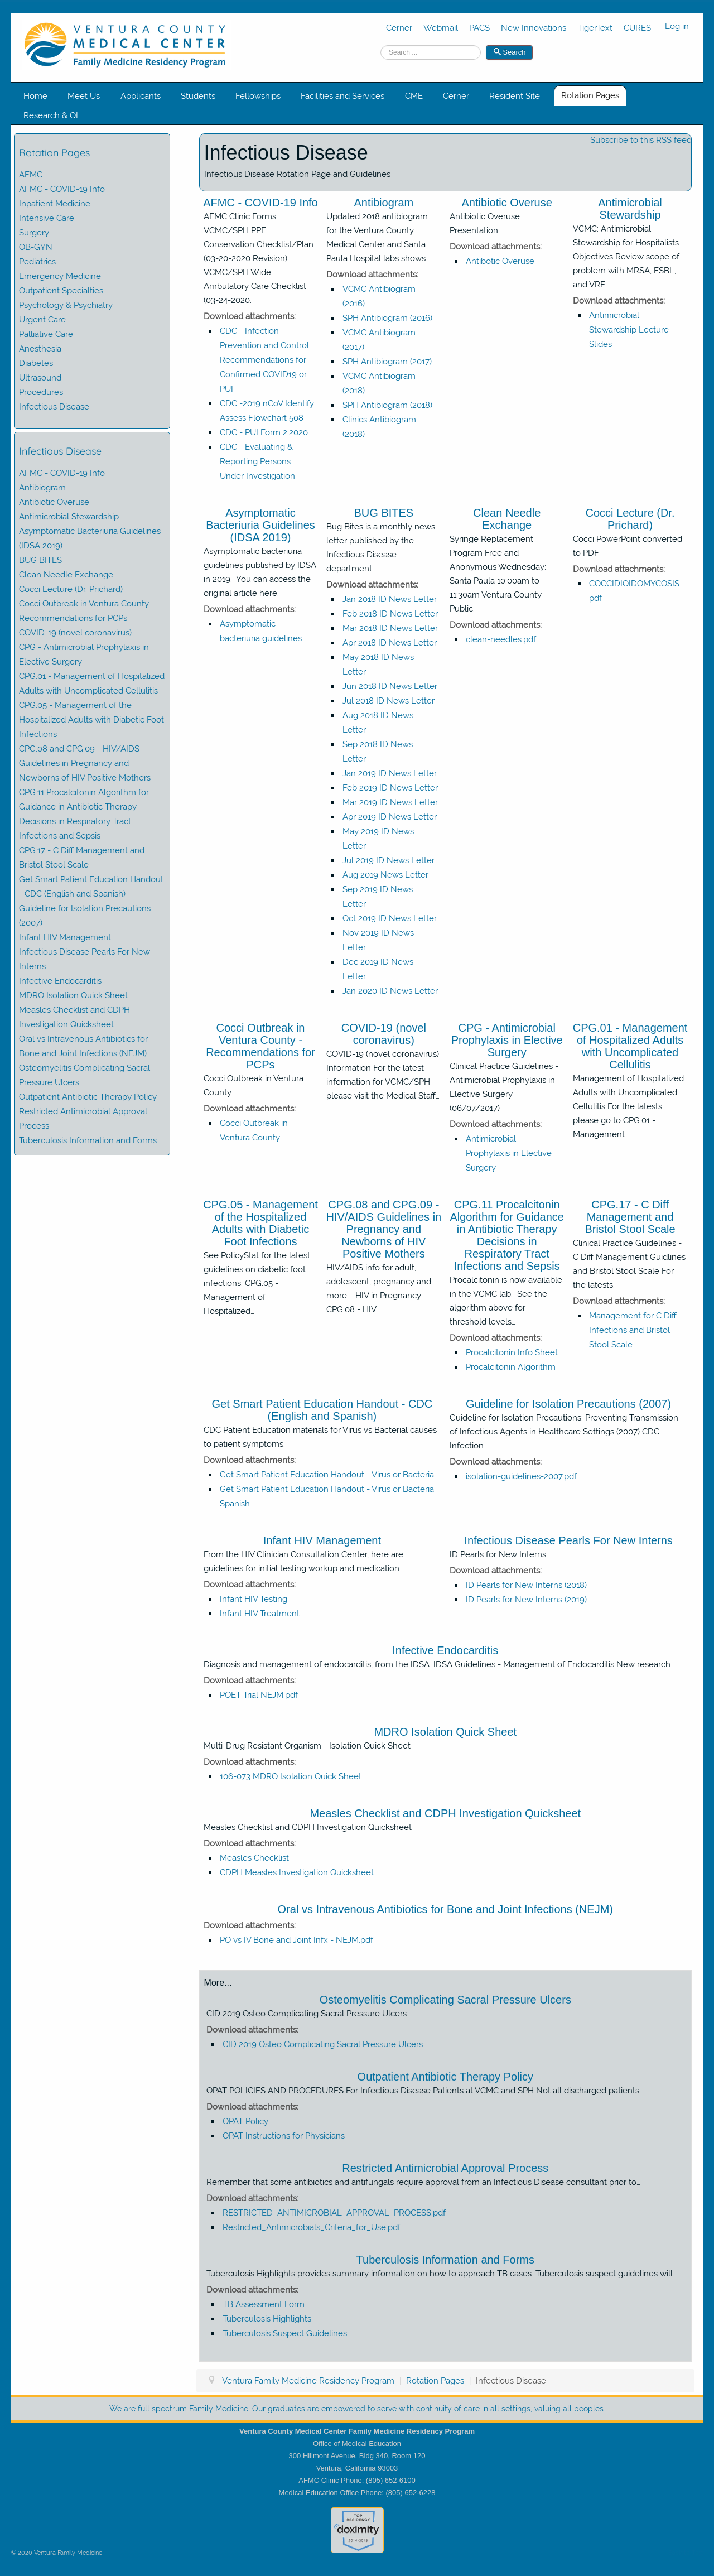 VENTURA COUNTY
MEDICAL CENTER
Family Medicine Residency Program
Cerner Webmail PACS New Innovations TigerText CURES Log in
Search ... Search
Home Meet Us Applicants Students Fellowships Facilities and Services CME Cerner Resident Site Rotation Pages
Research & QI
Rotation Pages
AFMC
AFMC - COVID-19 Info
Inpatient Medicine
Intensive Care
Surgery
OB-GYN
Pediatrics
Emergency Medicine
Outpatient Specialties
Psychology & Psychiatry
Urgent Care
Palliative Care
Anesthesia
Diabetes
Ultrasound
Procedures
Infectious Disease
Infectious Disease
AFMC - COVID-19 Info
Antibiogram
Antibiotic Overuse
Antimicrobial Stewardship
Asymptomatic Bacteriuria Guidelines
(IDSA 2019)
BUG BITES
Clean Needle Exchange
Cocci Lecture (Dr. Prichard)
Cocci Outbreak in Ventura County -
Recommendations for PCPs
COVID-19 (novel coronavirus)
CPG - Antimicrobial Prophylaxis in
Elective Surgery
CPG.01 - Management of Hospitalized
Adults with Uncomplicated Cellulitis
CPG.05 - Management of the
Hospitalized Adults with Diabetic Foot
Infections
CPG.08 and CPG.09 - HIV/AIDS
Guidelines in Pregnancy and
Newborns of HIV Positive Mothers
CPG.11 Procalcitonin Algorithm for
Guidance in Antibiotic Therapy
Decisions in Respiratory Tract
Infections and Sepsis
CPG.17 - C Diff Management and
Bristol Stool Scale
Get Smart Patient Education Handout
- CDC (English and Spanish)
Guideline for Isolation Precautions
(2007)
Infant HIV Management
Infectious Disease Pearls For New
Interns
Infective Endocarditis
MDRO Isolation Quick Sheet
Measles Checklist and CDPH
Investigation Quicksheet
Oral vs Intravenous Antibiotics for
Bone and Joint Infections (NEJM)
Osteomyelitis Complicating Sacral
Pressure Ulcers
Outpatient Antibiotic Therapy Policy
Restricted Antimicrobial Approval
Process
Tuberculosis Information and Forms
Subscribe to this RSS feed
Infectious Disease
Infectious Disease Rotation Page and Guidelines
AFMC - COVID-19 Info
AFMC Clinic Forms
VCMC/SPH PPE
Conservation Checklist/Plan
(03-20-2020 Revision)
VCMC/SPH Wide
Ambulatory Care Checklist
(03-24-2020…
Download attachments:
CDC - Infection
Prevention and Control
Recommendations for
Confirmed COVID19 or
PUI
CDC -2019 nCoV Identify
Assess Flowchart 508
CDC - PUI Form 2.2020
CDC - Evaluating &
Reporting Persons
Under Investigation
Antibiogram
Updated 2018 antibiogram
for the Ventura County
Medical Center and Santa
Paula Hospital labs shows…
Download attachments:
VCMC Antibiogram
(2016)
SPH Antibiogram (2016)
VCMC Antibiogram
(2017)
SPH Antibiogram (2017)
VCMC Antibiogram
(2018)
SPH Antibiogram (2018)
Clinics Antibiogram
(2018)
Antibiotic Overuse
Antibiotic Overuse
Presentation
Download attachments:
Antibotic Overuse
Antimicrobial
Stewardship
VCMC: Antimicrobial
Stewardship for Hospitalists
Objectives Review scope of
problem with MRSA, ESBL,
and VRE…
Download attachments:
Antimicrobial
Stewardship Lecture
Slides
Asymptomatic
Bacteriuria Guidelines
(IDSA 2019)
Asymptomatic bacteriuria
guidelines published by IDSA
in 2019. You can access the
original article here.
Download attachments:
Asymptomatic
bacteriuria guidelines
BUG BITES
Bug Bites is a monthly news
letter published by the
Infectious Disease
department.
Download attachments:
Jan 2018 ID News Letter
Feb 2018 ID News Letter
Mar 2018 ID News Letter
Apr 2018 ID News Letter
May 2018 ID News
Letter
Jun 2018 ID News Letter
Jul 2018 ID News Letter
Aug 2018 ID News
Letter
Sep 2018 ID News
Letter
Jan 2019 ID News Letter
Feb 2019 ID News Letter
Mar 2019 ID News Letter
Apr 2019 ID News Letter
May 2019 ID News
Letter
Jul 2019 ID News Letter
Aug 2019 News Letter
Sep 2019 ID News
Letter
Oct 2019 ID News Letter
Nov 2019 ID News
Letter
Dec 2019 ID News
Letter
Jan 2020 ID News Letter
Clean Needle
Exchange
Syringe Replacement
Program Free and
Anonymous Wednesday:
Santa Paula 10:00am to
11:30am Ventura County
Public…
Download attachments:
clean-needles.pdf
Cocci Lecture (Dr.
Prichard)
Cocci PowerPoint converted
to PDF
Download attachments:
COCCIDIOIDOMYCOSIS.
pdf
Cocci Outbreak in
Ventura County -
Recommendations for
PCPs
Cocci Outbreak in Ventura
County
Download attachments:
Cocci Outbreak in
Ventura County
COVID-19 (novel
coronavirus)
COVID-19 (novel coronavirus)
Information For the latest
information for VCMC/SPH
please visit the Medical Staff…
CPG - Antimicrobial
Prophylaxis in Elective
Surgery
Clinical Practice Guidelines -
Antimicrobial Prophylaxis in
Elective Surgery
(06/07/2017)
Download attachments:
Antimicrobial
Prophylaxis in Elective
Surgery
CPG.01 - Management
of Hospitalized Adults
with Uncomplicated
Cellulitis
Management of Hospitalized
Adults with Uncomplicated
Cellulitis For the latests
please go to CPG.01 -
Management…
CPG.05 - Management
of the Hospitalized
Adults with Diabetic
Foot Infections
See PolicyStat for the latest
guidelines on diabetic foot
infections. CPG.05 -
Management of
Hospitalized…
CPG.08 and CPG.09 -
HIV/AIDS Guidelines in
Pregnancy and
Newborns of HIV
Positive Mothers
HIV/AIDS info for adult,
adolescent, pregnancy and
more. HIV in Pregnancy
CPG.08 - HIV…
CPG.11 Procalcitonin
Algorithm for Guidance
in Antibiotic Therapy
Decisions in
Respiratory Tract
Infections and Sepsis
Procalcitonin is now available
in the VCMC lab. See the
algorithm above for
threshold levels…
Download attachments:
Procalcitonin Info Sheet
Procalcitonin Algorithm
CPG.17 - C Diff
Management and
Bristol Stool Scale
Clinical Practice Guidelines -
C Diff Management Guidlines
and Bristol Stool Scale For
the latests…
Download attachments:
Management for C Diff
Infections and Bristol
Stool Scale
Get Smart Patient Education Handout - CDC
(English and Spanish)
CDC Patient Education materials for Virus vs Bacterial causes
to patient symptoms.
Download attachments:
Get Smart Patient Education Handout - Virus or Bacteria
Get Smart Patient Education Handout - Virus or Bacteria
Spanish
Guideline for Isolation Precautions (2007)
Guideline for Isolation Precautions: Preventing Transmission
of Infectious Agents in Healthcare Settings (2007) CDC
Infection…
Download attachments:
isolation-guidelines-2007.pdf
Infant HIV Management
From the HIV Clinician Consultation Center, here are
guidelines for initial testing workup and medication…
Download attachments:
Infant HIV Testing
Infant HIV Treatment
Infectious Disease Pearls For New Interns
ID Pearls for New Interns
Download attachments:
ID Pearls for New Interns (2018)
ID Pearls for New Interns (2019)
Infective Endocarditis
Diagnosis and management of endocarditis, from the IDSA: IDSA Guidelines - Management of Endocarditis New research…
Download attachments:
POET Trial NEJM.pdf
MDRO Isolation Quick Sheet
Multi-Drug Resistant Organism - Isolation Quick Sheet
Download attachments:
106-073 MDRO Isolation Quick Sheet
Measles Checklist and CDPH Investigation Quicksheet
Measles Checklist and CDPH Investigation Quicksheet
Download attachments:
Measles Checklist
CDPH Measles Investigation Quicksheet
Oral vs Intravenous Antibiotics for Bone and Joint Infections (NEJM)
Download attachments:
PO vs IV Bone and Joint Infx - NEJM.pdf
More...
Osteomyelitis Complicating Sacral Pressure Ulcers
CID 2019 Osteo Complicating Sacral Pressure Ulcers
Download attachments:
CID 2019 Osteo Complicating Sacral Pressure Ulcers
Outpatient Antibiotic Therapy Policy
OPAT POLICIES AND PROCEDURES For Infectious Disease Patients at VCMC and SPH Not all discharged patients…
Download attachments:
OPAT Policy
OPAT Instructions for Physicians
Restricted Antimicrobial Approval Process
Remember that some antibiotics and antifungals require approval from an Infectious Disease consultant prior to…
Download attachments:
RESTRICTED_ANTIMICROBIAL_APPROVAL_PROCESS.pdf
Restricted_Antimicrobials_Criteria_for_Use.pdf
Tuberculosis Information and Forms
Tuberculosis Highlights provides summary information on how to approach TB cases. Tuberculosis suspect guidelines will…
Download attachments:
TB Assessment Form
Tuberculosis Highlights
Tuberculosis Suspect Guidelines
Ventura Family Medicine Residency Program | Rotation Pages | Infectious Disease
We are full spectrum Family Medicine. Our graduates are empowered to serve with continuity of care in all settings, valuing all peoples.
Ventura County Medical Center Family Medicine Residency Program
Office of Medical Education
300 Hillmont Avenue, Bldg 340, Room 120
Ventura, California 93003
AFMC Clinic Phone: (805) 652-6100
Medical Education Office Phone: (805) 652-6228
TOP
RESIDENCY
doximity
2014-2015
© 2020 Ventura Family Medicine